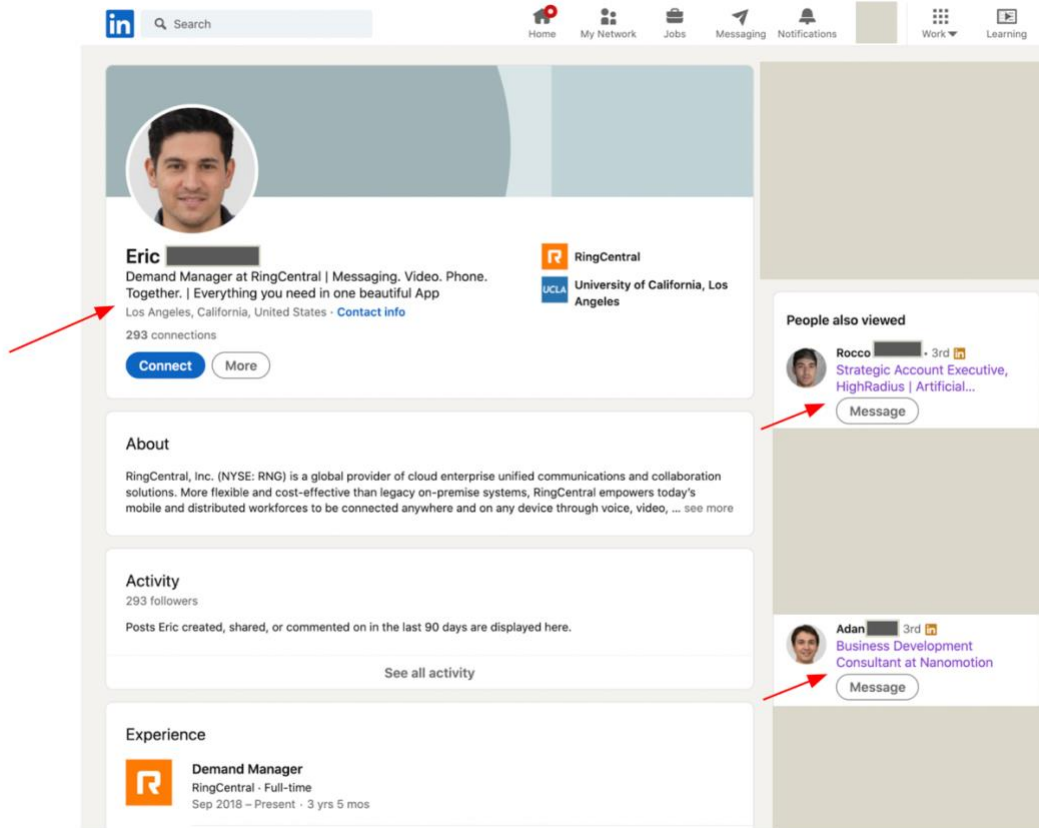 in
Search
Home
My Network
Jobs
Messaging
Notifications
Work
Learning
Eric
Demand Manager at RingCentral | Messaging. Video. Phone.
Together. | Everything you need in one beautiful App
Los Angeles, California, United States · Contact info
293 connections
Connect
More
R
RingCentral
UCLA
University of California, Los
Angeles
About
RingCentral, Inc. (NYSE: RNG) is a global provider of cloud enterprise unified communications and collaboration
solutions. More flexible and cost-effective than legacy on-premise systems, RingCentral empowers today's
mobile and distributed workforces to be connected anywhere and on any device through voice, video, ... see more
Activity
293 followers
Posts Eric created, shared, or commented on in the last 90 days are displayed here.
See all activity
Experience
R
Demand Manager
RingCentral · Full-time
Sep 2018 – Present · 3 yrs 5 mos
People also viewed
Rocco • 3rd in
Strategic Account Executive,
HighRadius | Artificial...
Message
Adan 3rd in
Business Development
Consultant at Nanomotion
Message